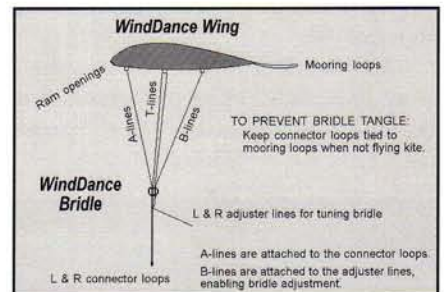 WindDance Wing
Ram openings
Mooring loops
A-lines
T-lines
B-lines
TO PREVENT BRIDLE TANGLE:
Keep connector loops tied to
mooring loops when not flying kite.
WindDance
Bridle
L & R adjuster lines for tuning bridle
A-lines are attached to the connector loops.
L & R connector loops
B-lines are attached to the adjuster lines,
enabling bridle adjustment.